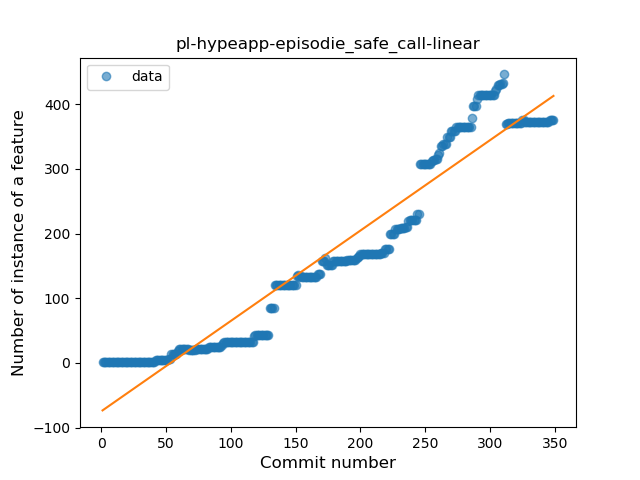 pl-hypeapp-episodie_safe_call-linear
data
Number of instance of a feature
400
300
200
100
0
−100
0 50 100 150 200 250 300 350
Commit number